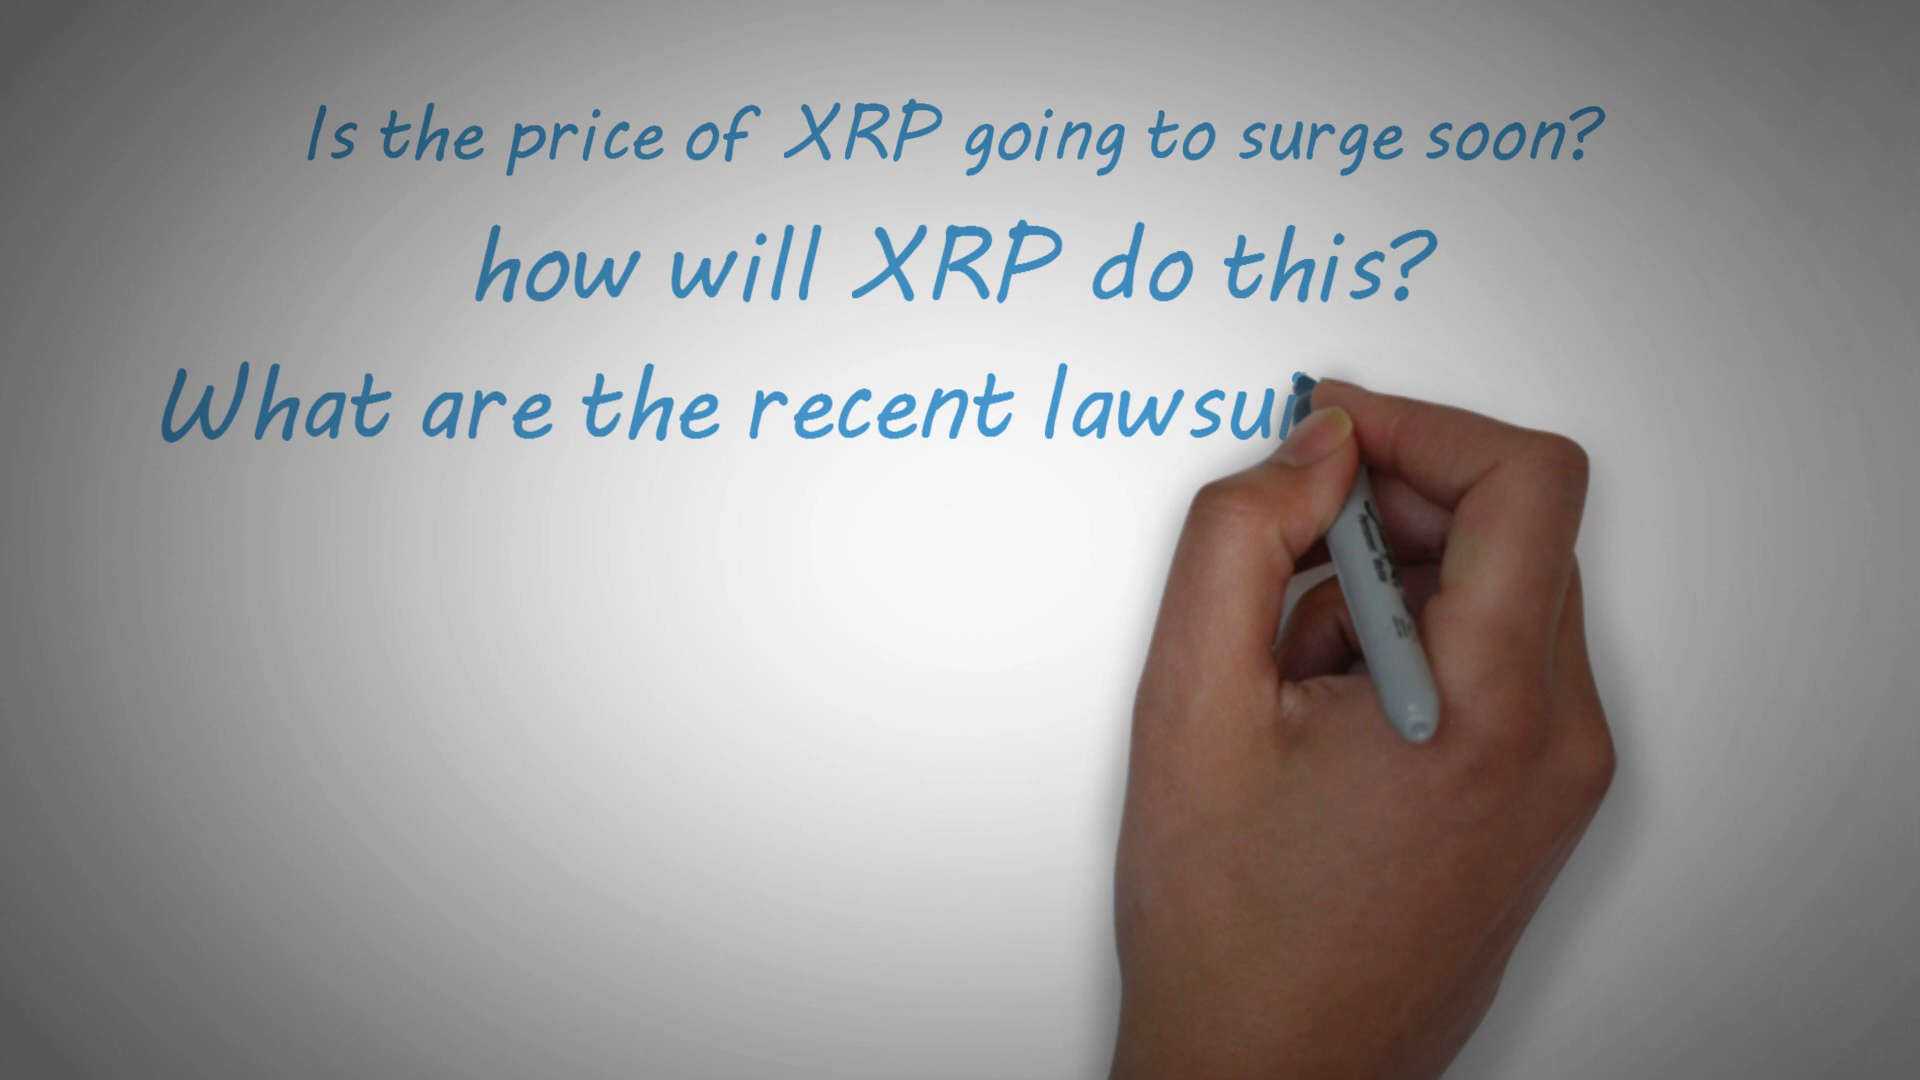 Is the price of XRP going to surge soon?
how will XRP do this?
What are the recent lawsui